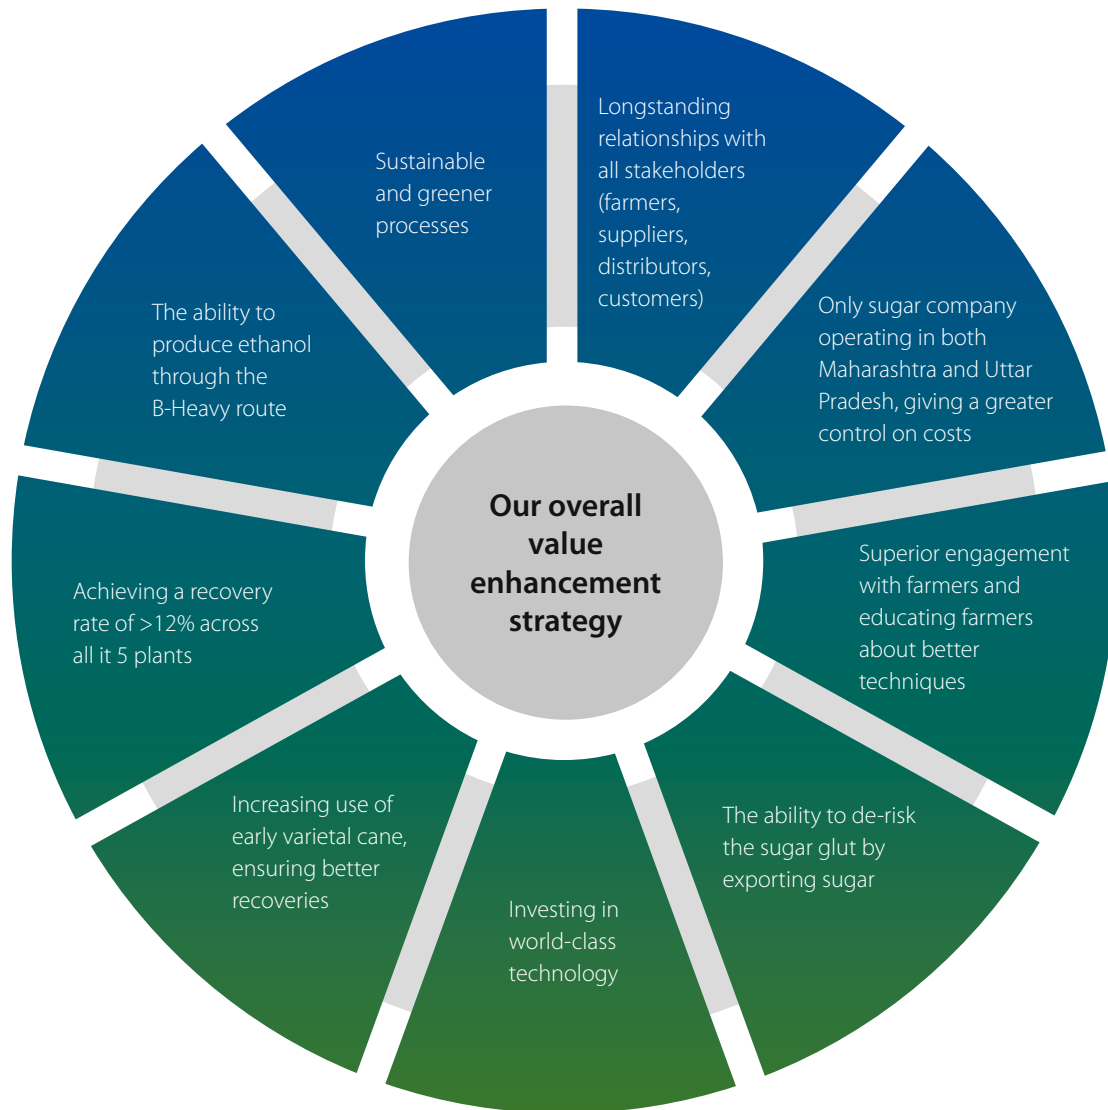 Our overall
value
enhancement
strategy
Longstanding
relationships with
all stakeholders
(farmers,
suppliers,
distributors,
customers)
Only sugar company
operating in both
Maharashtra and Uttar
Pradesh, giving a greater
control on costs
Superior engagement
with farmers and
educating farmers
about better
techniques
The ability to de-risk
the sugar glut by
exporting sugar
Investing in
world-class
technology
Increasing use of
early varietal cane,
ensuring better
recoveries
Achieving a recovery
rate of >12% across
all it 5 plants
The ability to
produce ethanol
through the
B-Heavy route
Sustainable
and greener
processes